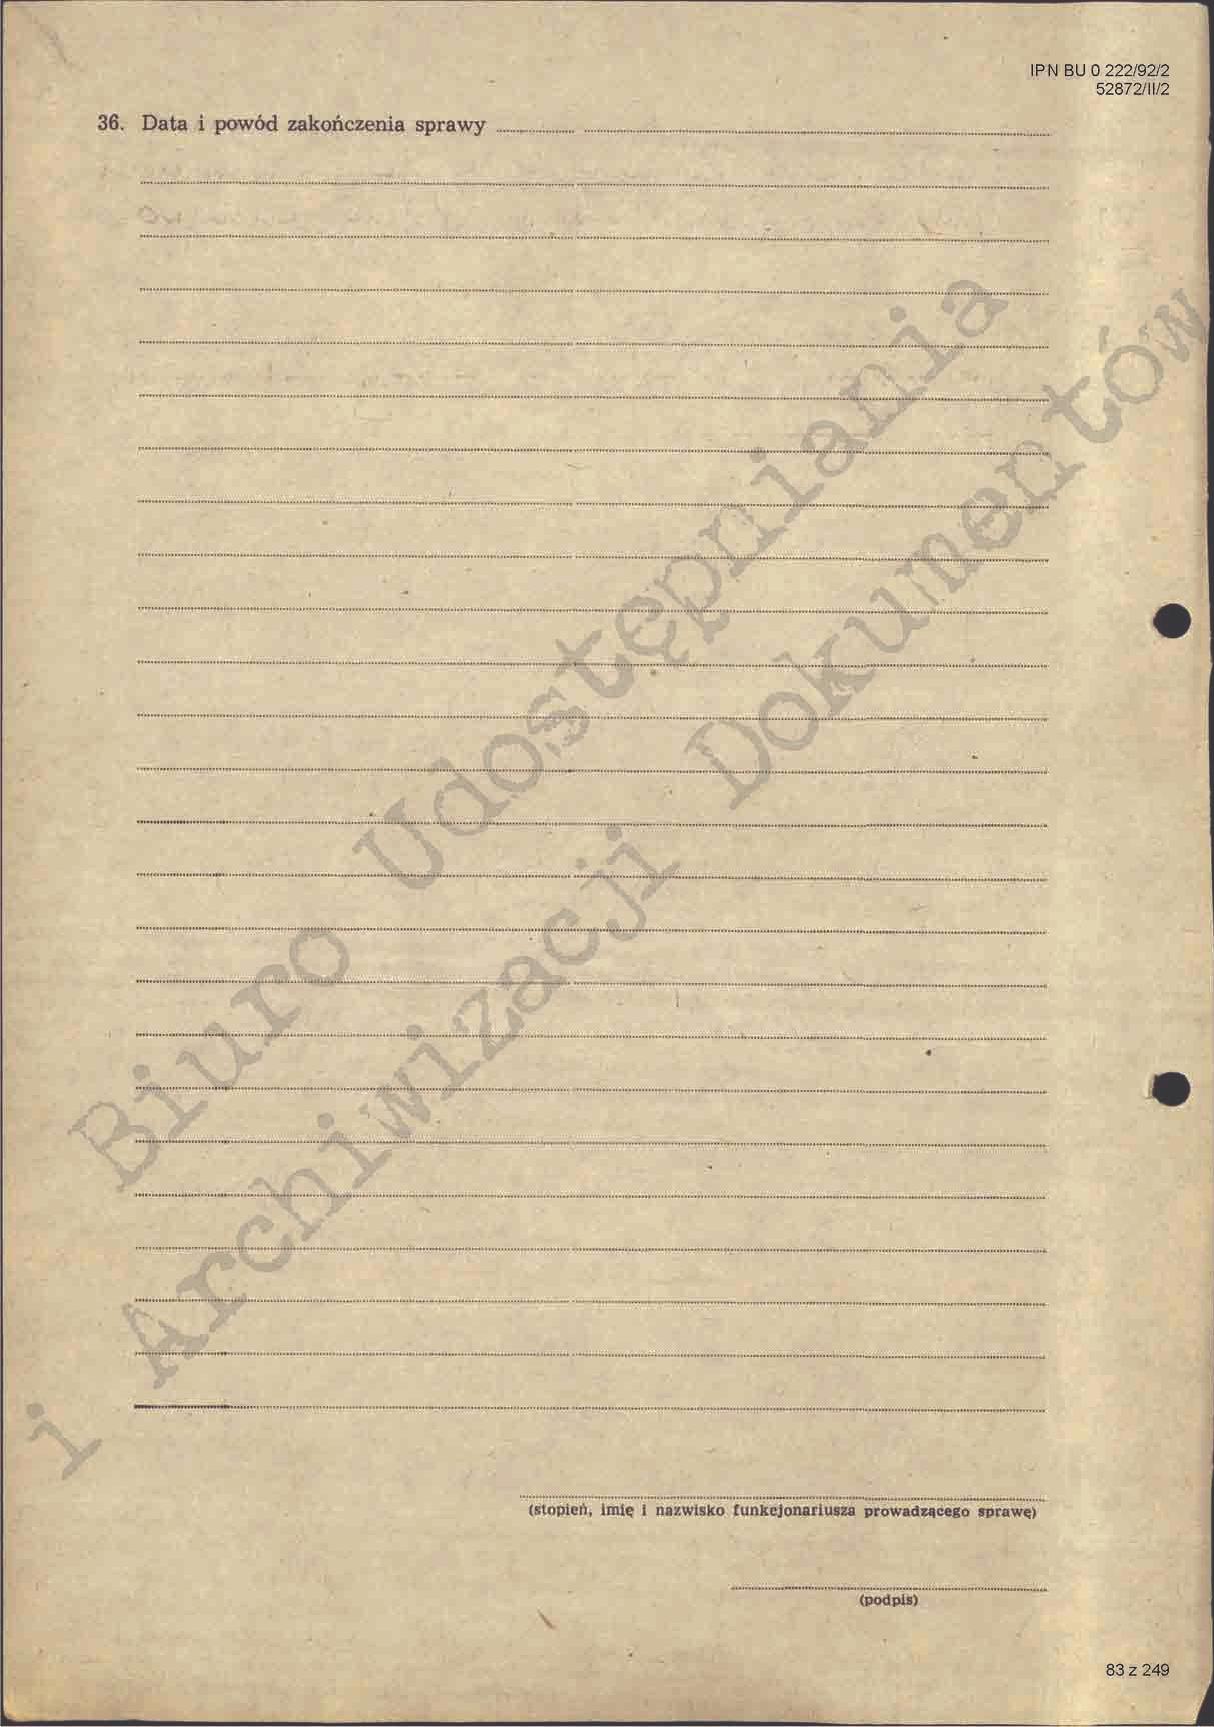 IPN BU 0 222/92/2
52872/II/2
36. Data i powód zakończenia sprawy
Biuro Udostępniania
i Archiwizacji Dokumentów
(stopień, imię i nazwisko funkcjonariusza prowadzącego sprawę)
(podpis)
83 z 249